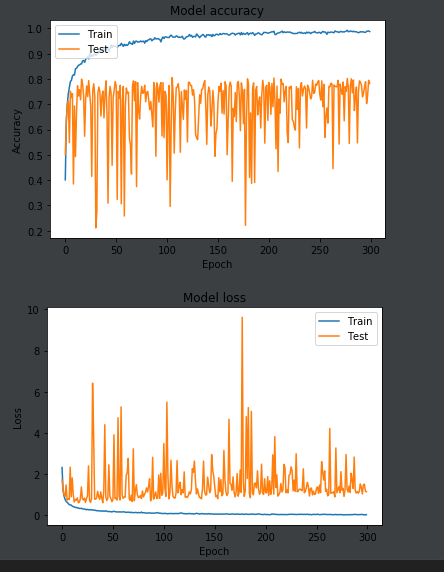 Model accuracy
1.0
0.9
0.8
0.7
0.6
0.5
0.4
0.3
0.2
Accuracy
Train
Test
0
50
100
150
200
250
300
Epoch
Model loss
10
8
6
4
2
0
Loss
Train
Test
0
50
100
150
200
250
300
Epoch